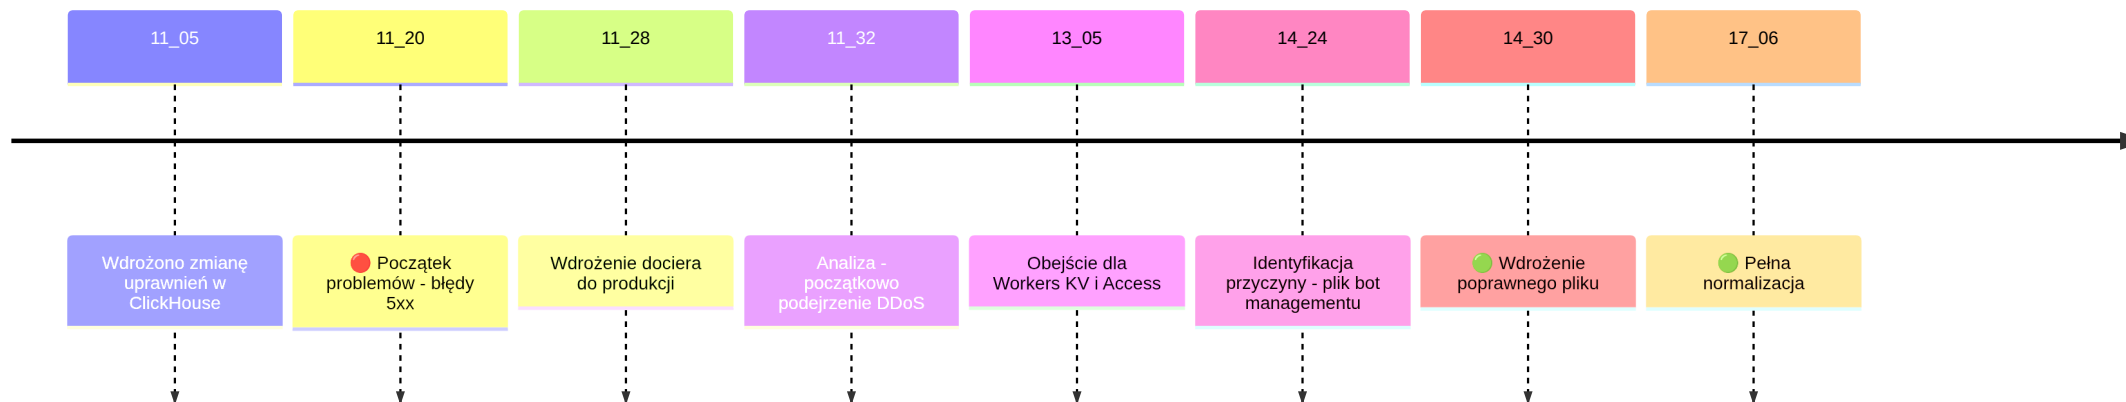 11_05
11_20
11_28
11_32
13_05
14_24
14_30
17_06
Wdrożono zmianę
uprawnień w
ClickHouse
🔴 Początek
problemów - błędy
5xx
Wdrożenie dociera
do produkcji
Analiza -
początkowo
podejrzenie DDoS
Obejście dla
Workers KV i Access
Identyfikacja
przyczyny - plik bot
managementu
🟢 Wdrożenie
poprawnego pliku
🟢 Pełna
normalizacja